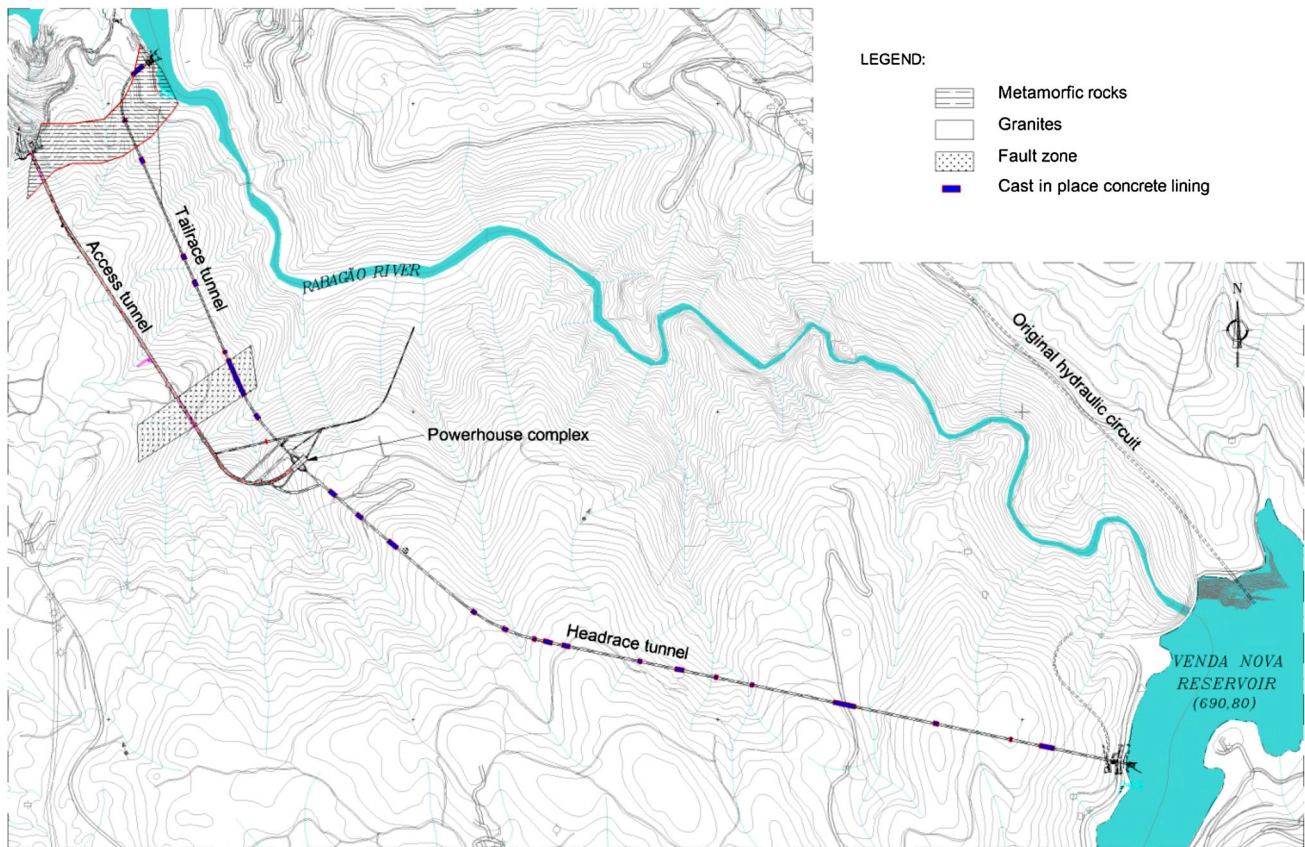 LEGEND:
Metamorfic rocks
Granites
Fault zone
Cast in place concrete lining
Tailrace tunnel
Access tunnel
RABAGÃO RIVER
N
Original hydraulic circuit
Powerhouse complex
Headrace tunnel
VENDA NOVA
RESERVOIR
(690,80)